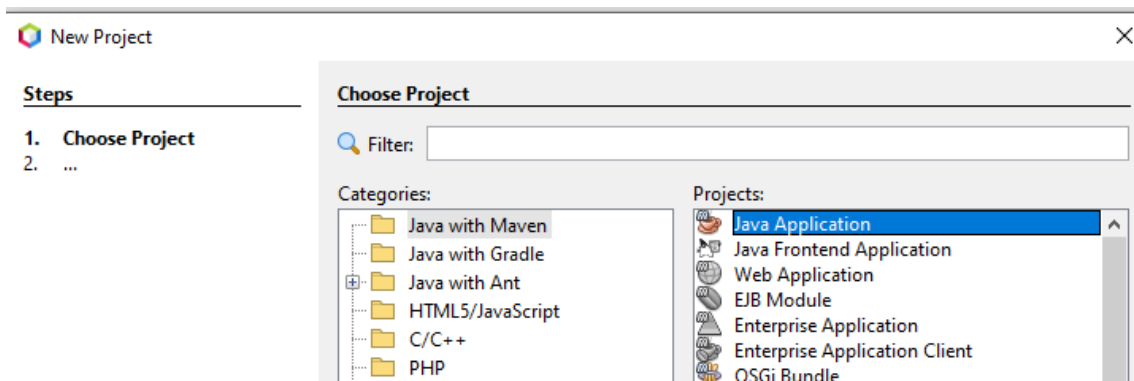 New Project
Steps
1. Choose Project
2. ...
Choose Project
Filter:
Categories:
Java with Maven
Java with Gradle
Java with Ant
HTML5/JavaScript
C/C++
PHP
Projects:
Java Application
Java Frontend Application
Web Application
EJB Module
Enterprise Application
Enterprise Application Client
OSGi Bundle